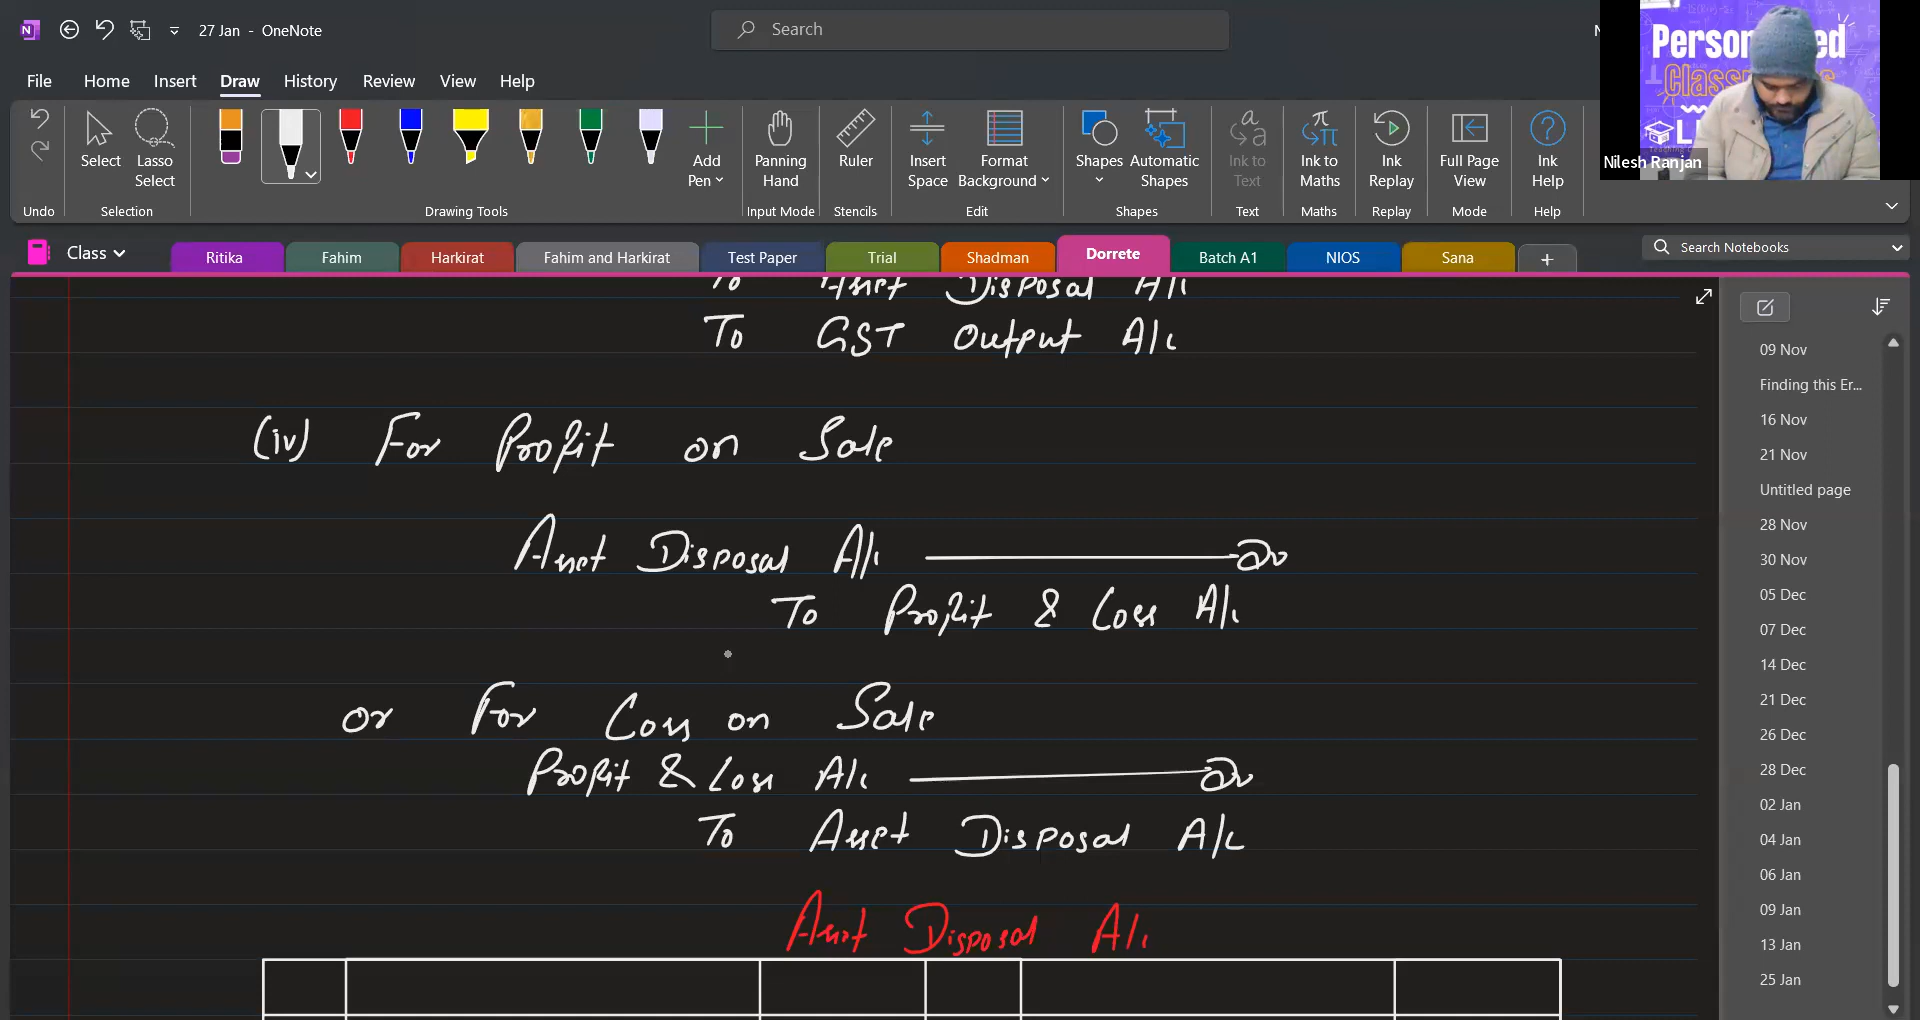 27 Jan - OneNote
Search
File Home Insert Draw History Review View Help
Select Lasso Select Add Pen Panning Hand Ruler Insert Space Format Background Shapes Automatic Shapes Ink to Text Ink to Maths Ink Replay Full Page View Ink Help
Undo Selection Drawing Tools Input Mode Stencils Edit Shapes Text Maths Replay Mode Help
Nilesh Ranjan
Class Ritika Fahim Harkirat Fahim and Harkirat Test Paper Trial Shadman Dorrete Batch A1 NIOS Sana + Search Notebooks
To Asset Disposal A/c
To GST Output A/c
(iv) For Profit on Sale
Asset Disposal A/c Dr
To Profit & Loss A/c
or For Loss on Sale
Profit & Loss A/c Dr
To Asset Disposal A/c
Asset Disposal A/c
09 Nov
Finding this Er...
16 Nov
21 Nov
Untitled page
28 Nov
30 Nov
05 Dec
07 Dec
14 Dec
21 Dec
26 Dec
28 Dec
02 Jan
04 Jan
06 Jan
09 Jan
13 Jan
25 Jan